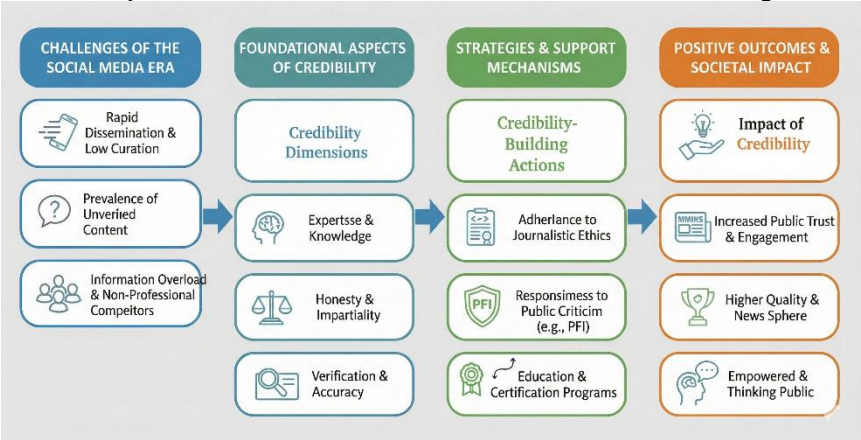 CHALLENGES OF THE
SOCIAL MEDIA ERA
Rapid
Dissemination &
Low Curation
Prevalence of
Unveried
Content
Information Overload
& Non-Professional
Compeitors
FOUNDATIONAL ASPECTS
OF CREDIBILITY
Credibility
Dimensions
Expertsse &
Knowledge
Honesty &
Impartiality
Verification &
Accuracy
STRATEGIES & SUPPORT
MECHANISMS
Credibility-
Building
Actions
Adherlance to
Journalistic Ethics
PFI
Responsimess to
Public Criticim
(e.g., PFI)
Education &
Certification Programs
POSITIVE OUTCOMES &
SOCIETAL IMPACT
Impact of
Credibility
Increased Public Trust
& Engagement
Higher Quality &
News Sphere
Empowered &
Thinking Public